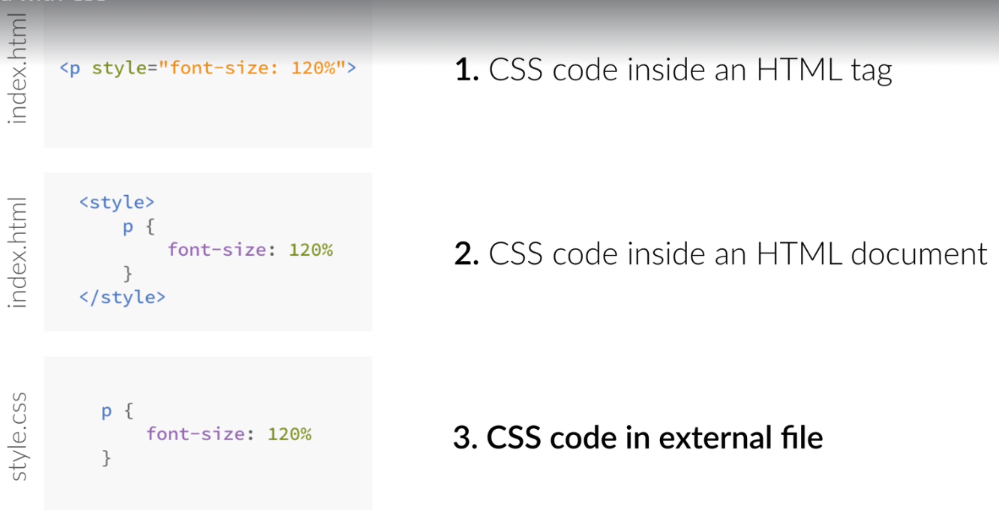 index.html
<p style="font-size: 120%">
1. CSS code inside an HTML tag
index.html
<style>
p {
font-size: 120%
}
</style>
2. CSS code inside an HTML document
style.css
p {
font-size: 120%
}
3. CSS code in external file